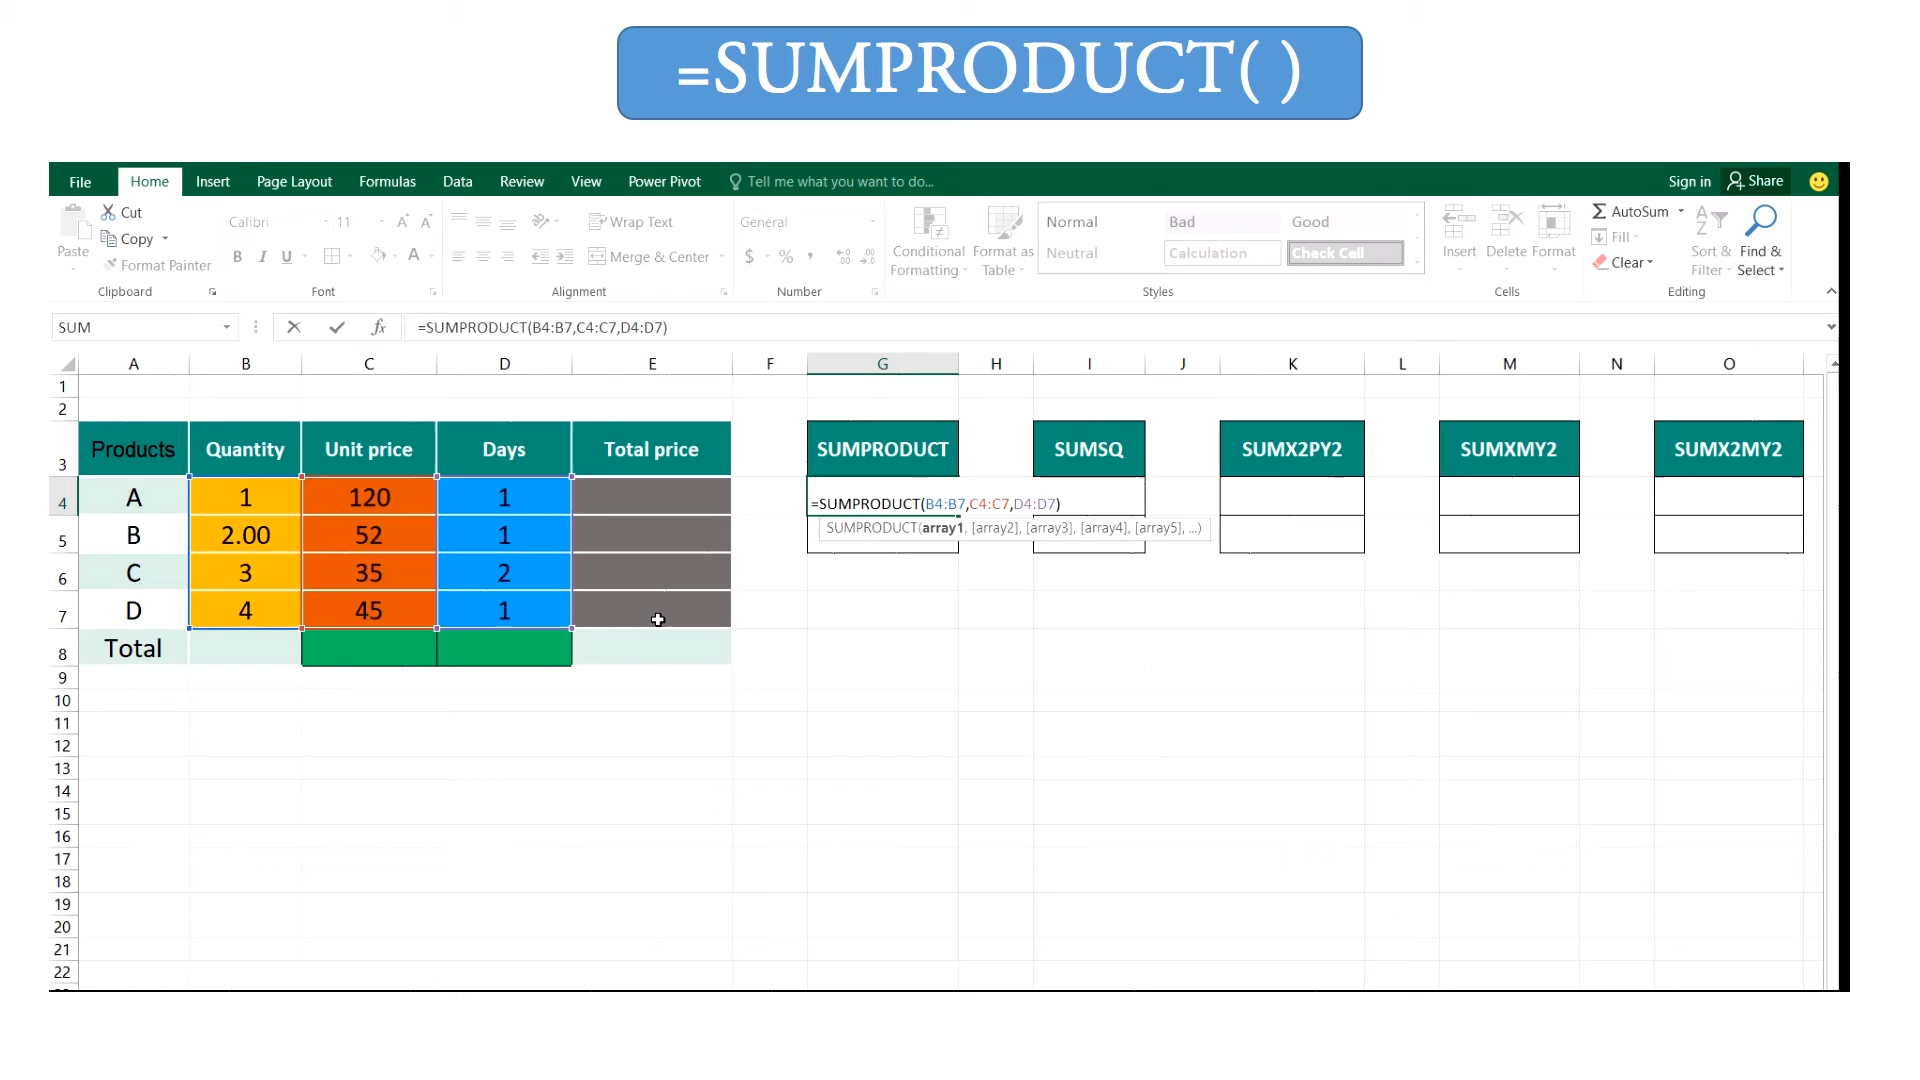 =SUMPRODUCT( )
File Home Insert Page Layout Formulas Data Review View Power Pivot Tell me what you want to do... Sign in Share
Cut
Copy
Format Painter
Paste
Clipboard
Calibri 11
B I U A
Font
Wrap Text
Merge & Center
Alignment
General
$ % ,
Number
Conditional Formatting
Format as Table
Normal Bad Good
Neutral Calculation Check Cell
Styles
Insert Delete Format
Cells
AutoSum
Fill
Clear
Sort & Filter
Find & Select
Editing
SUM fx =SUMPRODUCT(B4:B7,C4:C7,D4:D7)
A B C D E F G H I J K L M N O
1
2
3 Products Quantity Unit price Days Total price SUMPRODUCT SUMSQ SUMX2PY2 SUMXMY2 SUMX2MY2
4 A 1 120 1 =SUMPRODUCT(B4:B7,C4:C7,D4:D7)
SUMPRODUCT(array1, [array2], [array3], [array4], [array5], ...)
5 B 2.00 52 1
6 C 3 35 2
7 D 4 45 1
8 Total
9
10
11
12
13
14
15
16
17
18
19
20
21
22